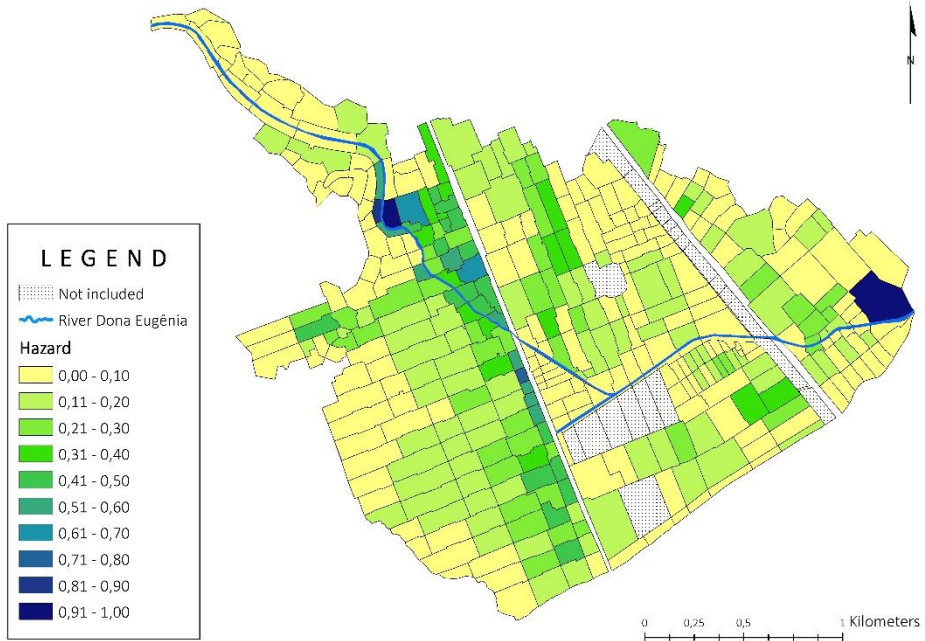 N
LEGEND
Not included
River Dona Eugênia
Hazard
0,00 - 0,10
0,11 - 0,20
0,21 - 0,30
0,31 - 0,40
0,41 - 0,50
0,51 - 0,60
0,61 - 0,70
0,71 - 0,80
0,81 - 0,90
0,91 - 1,00
0 0,25 0,5 1 Kilometers